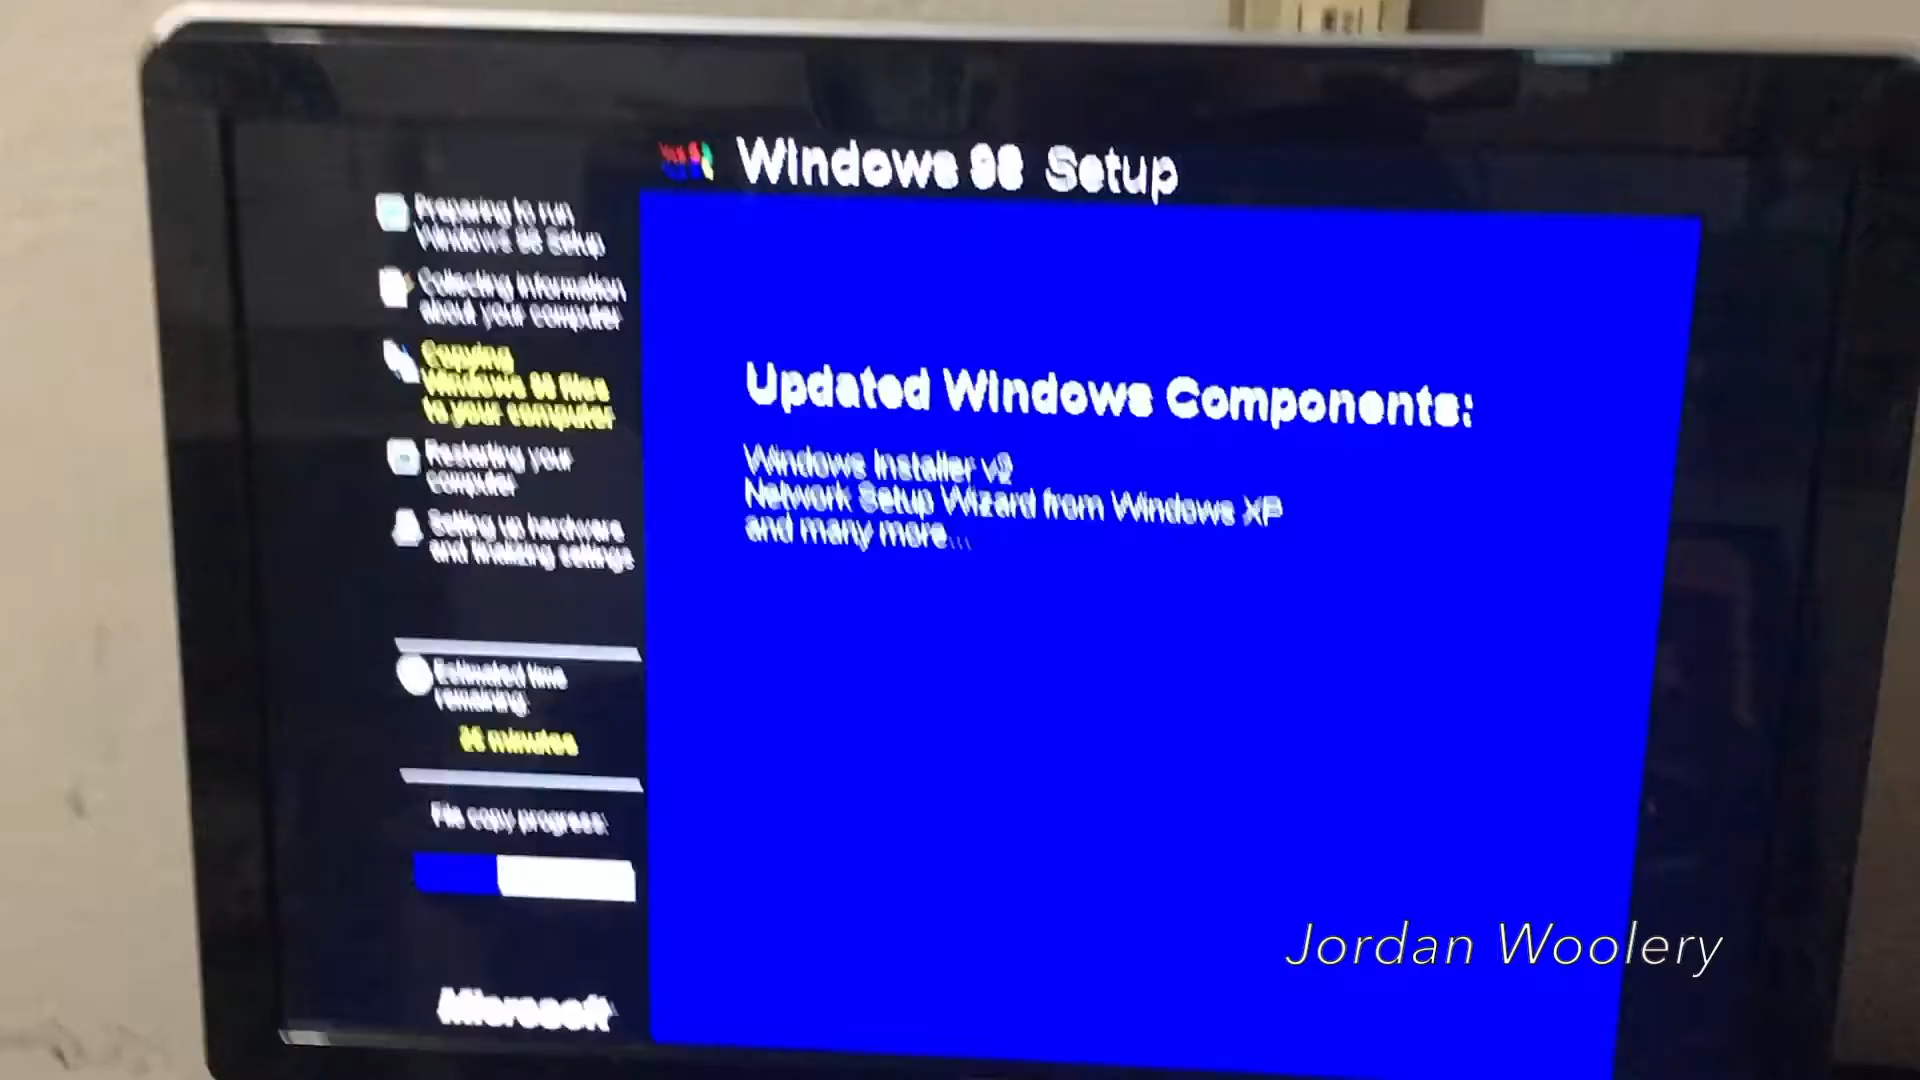 Windows 98 Setup
Preparing to run
Windows 98 Setup
Collecting information
about your computer
Copying
Windows 98 files
to your computer
Restarting your
computer
Setting up hardware
and finalizing settings
Estimated time
remaining:
minutes
File copy progress:
Microsoft
Updated Windows Components:
Windows Installer v2
Network Setup Wizard from Windows XP
and many more...
Jordan Woolery